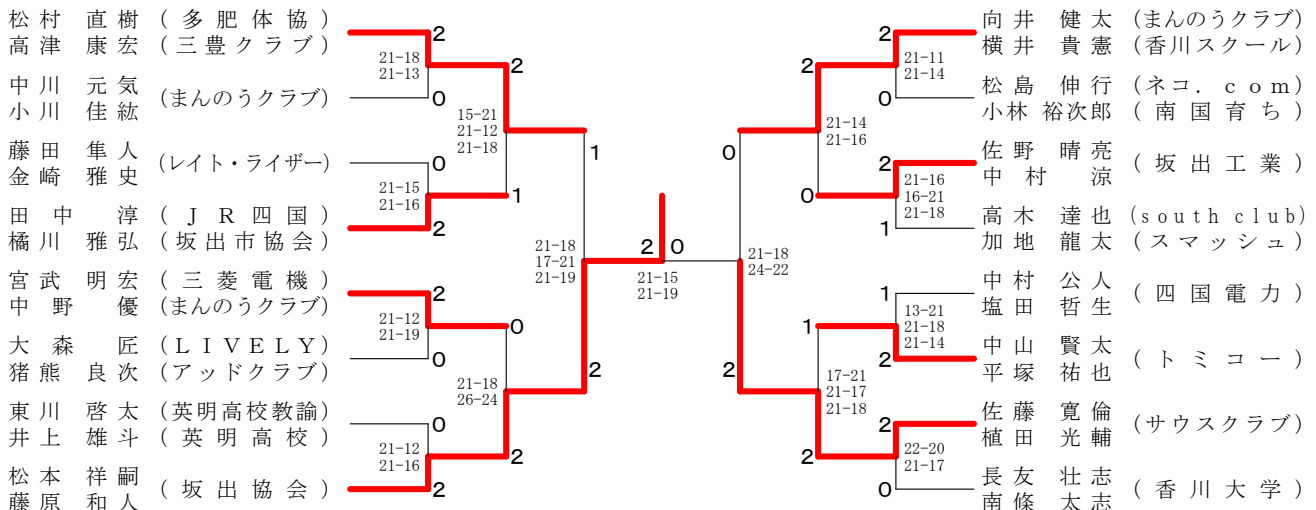 松村 直樹 (多肥体協)
高津 康宏 (三豊クラブ)
中川 元気
小川 佳紘
(まんのうクラブ)
藤田 隼人
金崎 雅史
(レイト・ライザー)
田中 淳 (JR四国)
橘川 雅弘 (坂出市協会)
宮武 明宏 (三菱電機)
中野 優 (まんのうクラブ)
大森 匠 (LIVELY)
猪熊 良次 (アッドクラブ)
東川 啓太 (英明高校教諭)
井上 雄斗 (英明高校)
松本 祥嗣
藤原 和人
(坂出協会)
2
21-18
21-13
0
0
21-15
21-16
2
2
21-12
21-19
0
0
21-12
21-16
2
2
15-21
21-12
21-18
1
0
21-18
26-24
2
1
21-18
17-21
21-19
2
2 0
21-15
21-19
0
21-18
24-22
2
2
21-14
21-16
0
1
17-21
21-17
21-18
2
2
21-11
21-14
0
2
21-16
16-21
21-18
1
1
13-21
21-18
21-14
2
2
22-20
21-17
0
向井 健太 (まんのうクラブ)
横井 貴憲 (香川スクール)
松島 伸行 (ネコ.com)
小林 裕次郎 (南国育ち)
佐野 晴亮
中村 涼
(坂出工業)
高木 達也 (south club)
加地 龍太 (スマッシュ)
中村 公人
塩田 哲生
(四国電力)
中山 賢太
平塚 祐也
(トミコー)
佐藤 寛倫
植田 光輔
(サウスクラブ)
長友 壮志
南條 太志
(香川大学)